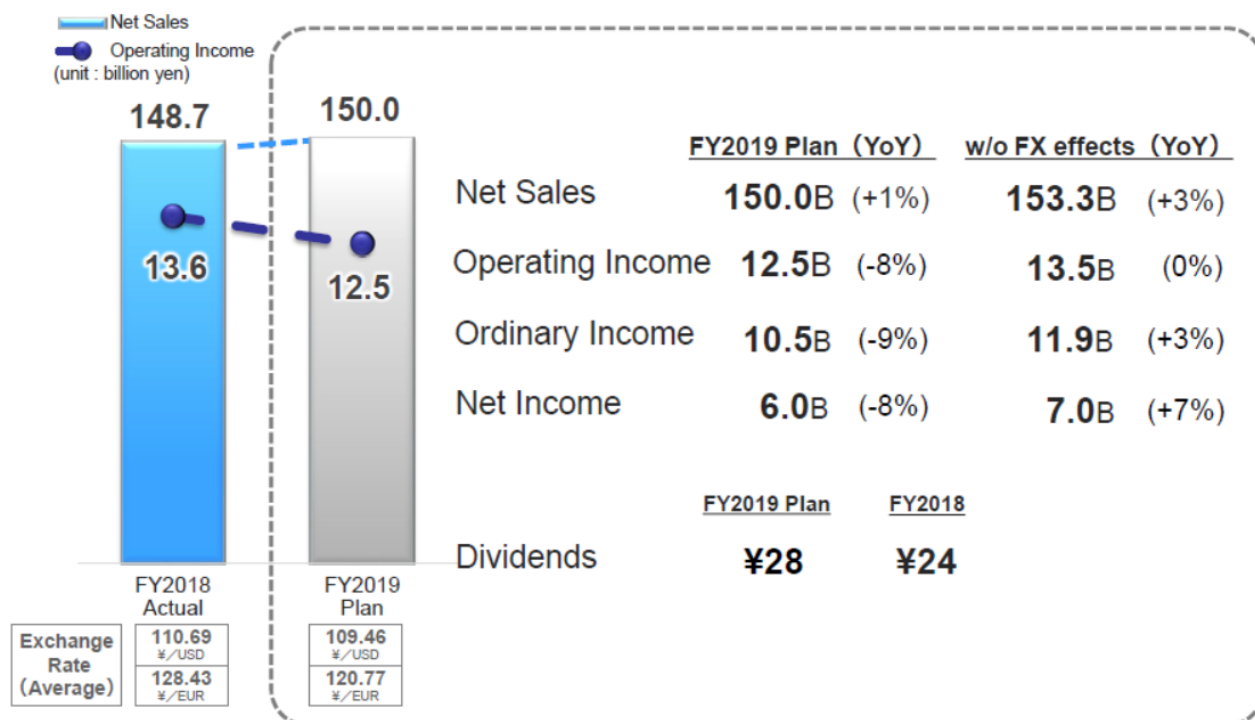 Net Sales
Operating Income
(unit : billion yen)
148.7
150.0
13.6
12.5
FY2019 Plan (YoY) w/o FX effects (YoY)
Net Sales 150.0B (+1%) 153.3B (+3%)
Operating Income 12.5B (-8%) 13.5B (0%)
Ordinary Income 10.5B (-9%) 11.9B (+3%)
Net Income 6.0B (-8%) 7.0B (+7%)
FY2019 Plan FY2018
Dividends ¥28 ¥24
FY2018
Actual
FY2019
Plan
Exchange
Rate
(Average)
110.69
¥/USD
128.43
¥/EUR
109.46
¥/USD
120.77
¥/EUR